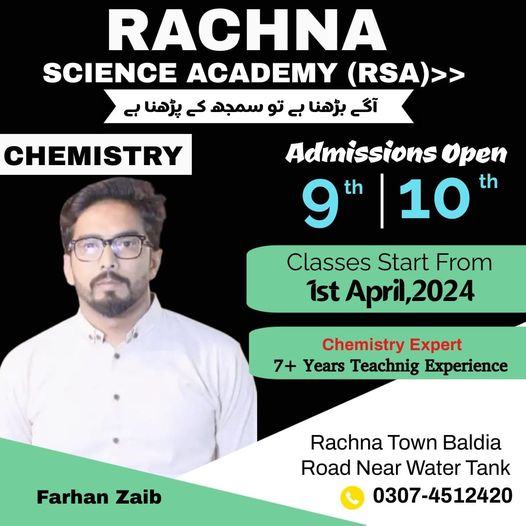 RACHNA
SCIENCE ACADEMY (RSA)>>
آگے بڑھنا ہے تو سمجھ کے پڑھنا ہے
CHEMISTRY
Admissions Open
9th | 10th
Classes Start From
1st April,2024
Chemistry Expert
7+ Years Teachnig Experience
Rachna Town Baldia
Road Near Water Tank
0307-4512420
Farhan Zaib